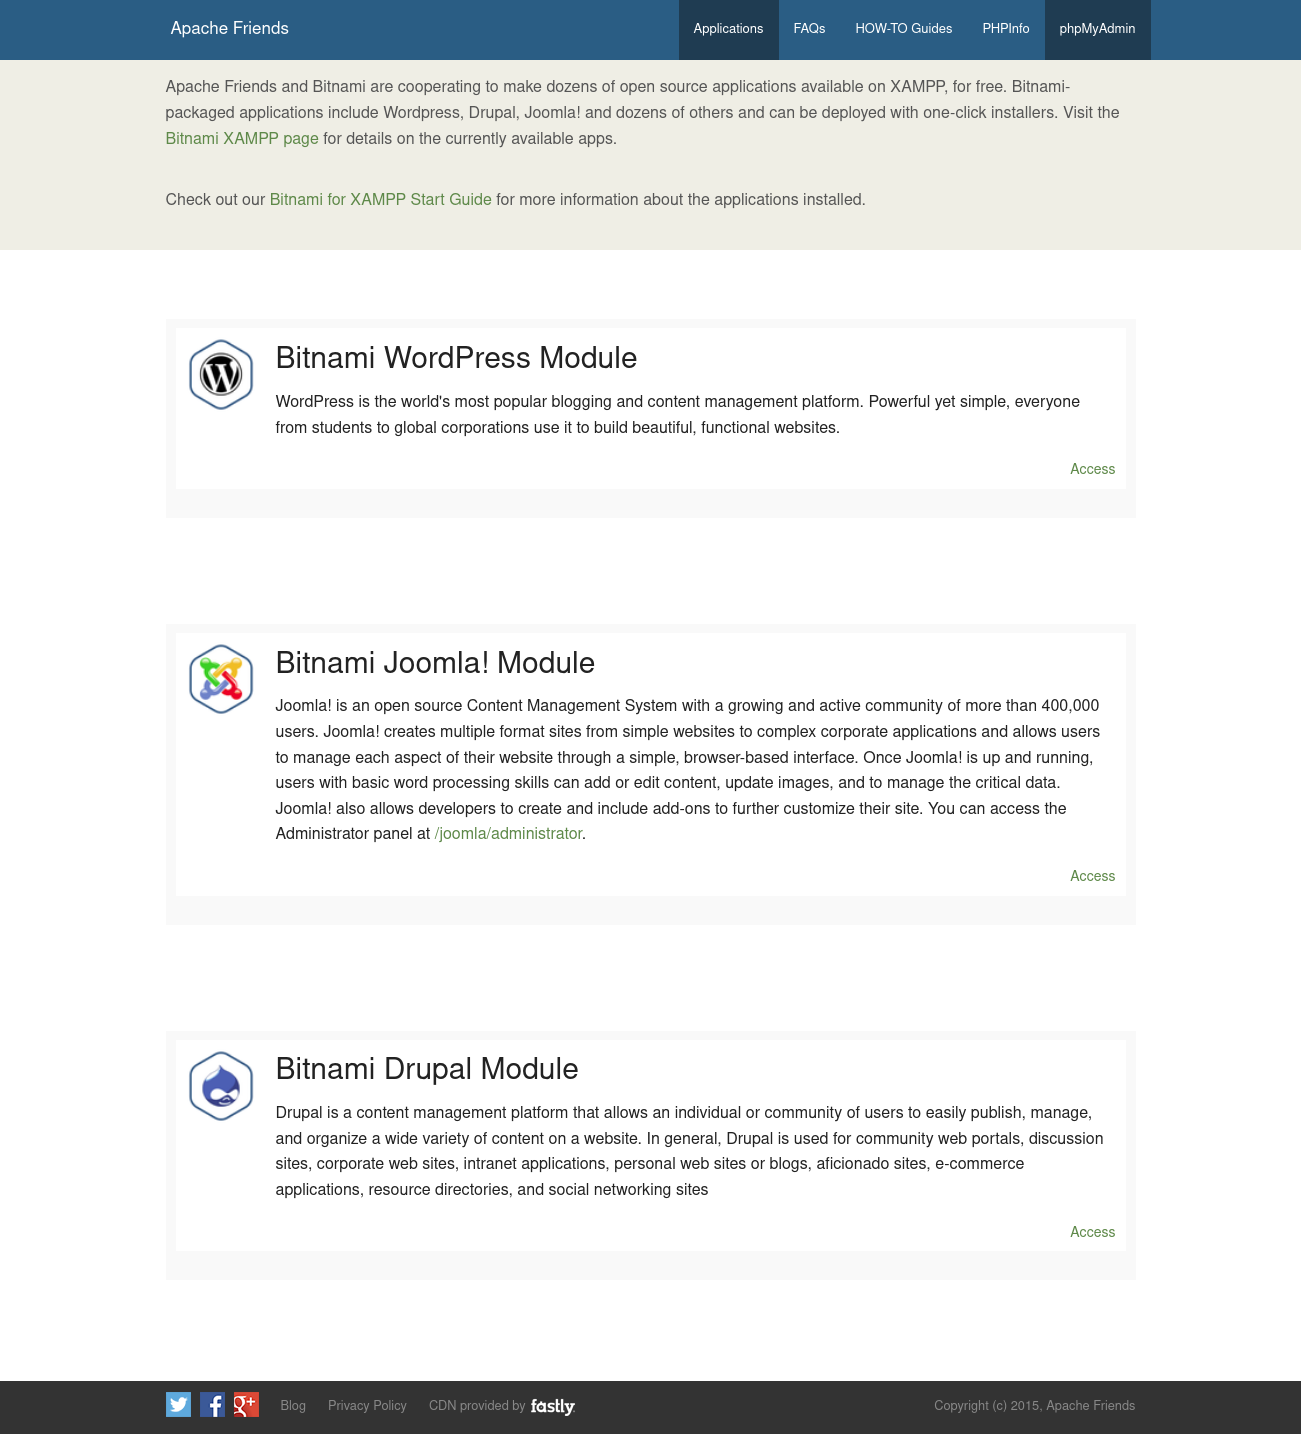 Apache Friends
Applications
FAQs
HOW-TO Guides
PHPInfo
phpMyAdmin
Apache Friends and Bitnami are cooperating to make dozens of open source applications available on XAMPP, for free. Bitnami-
packaged applications include Wordpress, Drupal, Joomla! and dozens of others and can be deployed with one-click installers. Visit the
Bitnami XAMPP page for details on the currently available apps.
Check out our Bitnami for XAMPP Start Guide for more information about the applications installed.
Bitnami WordPress Module
WordPress is the world's most popular blogging and content management platform. Powerful yet simple, everyone
from students to global corporations use it to build beautiful, functional websites.
Access
Bitnami Joomla! Module
Joomla! is an open source Content Management System with a growing and active community of more than 400,000
users. Joomla! creates multiple format sites from simple websites to complex corporate applications and allows users
to manage each aspect of their website through a simple, browser-based interface. Once Joomla! is up and running,
users with basic word processing skills can add or edit content, update images, and to manage the critical data.
Joomla! also allows developers to create and include add-ons to further customize their site. You can access the
Administrator panel at /joomla/administrator.
Access
Bitnami Drupal Module
Drupal is a content management platform that allows an individual or community of users to easily publish, manage,
and organize a wide variety of content on a website. In general, Drupal is used for community web portals, discussion
sites, corporate web sites, intranet applications, personal web sites or blogs, aficionado sites, e-commerce
applications, resource directories, and social networking sites
Access
Blog
Privacy Policy
CDN provided by fastly
Copyright (c) 2015, Apache Friends